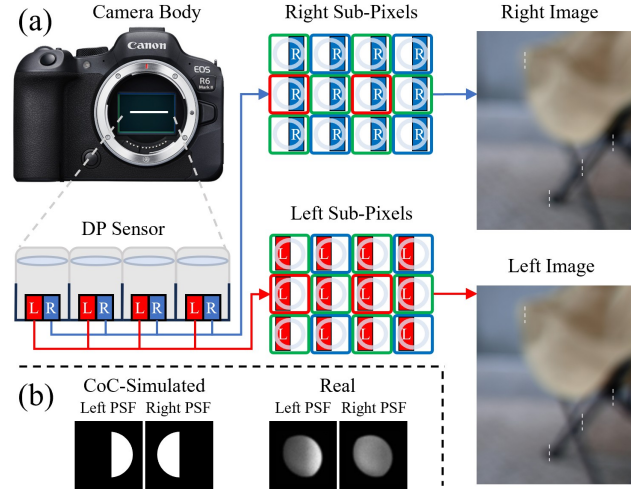 (a)
Camera Body
Right Sub-Pixels
Right Image
Canon
EOS
R6
Mark II
R R R R
R R R R
R R R R
DP Sensor
Left Sub-Pixels
Left Image
L R L R L R L R
L L L L
L L L L
L L L L
(b)
CoC-Simulated
Real
Left PSF Right PSF
Left PSF Right PSF